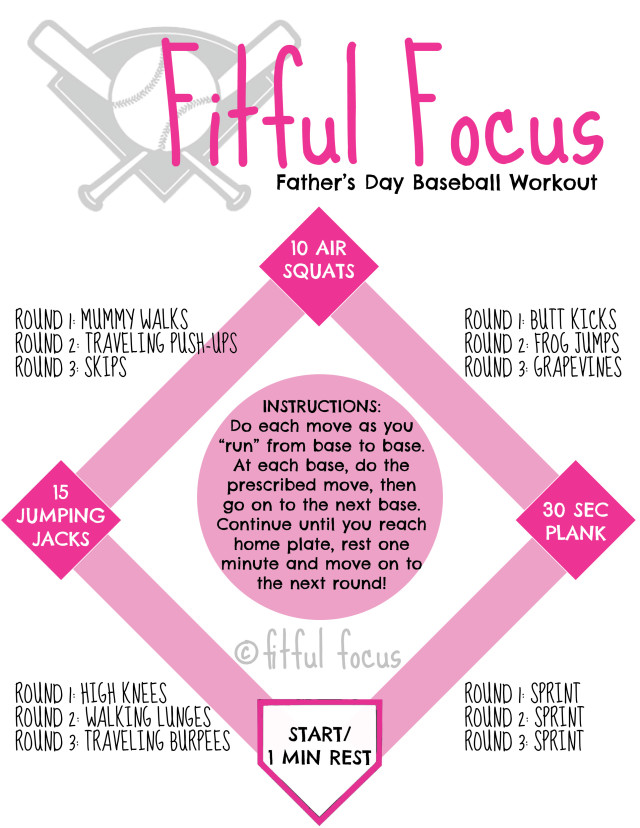 Fitful Focus
Father's Day Baseball Workout
10 AIR
SQUATS
ROUND 1: MUMMY WALKS
ROUND 2: TRAVELING PUSH-UPS
ROUND 3: SKIPS
ROUND 1: BUTT KICKS
ROUND 2: FROG JUMPS
ROUND 3: GRAPEVINES
INSTRUCTIONS:
Do each move as you
"run" from base to base.
At each base, do the
prescribed move, then
go on to the next base.
Continue until you reach
home plate, rest one
minute and move on to
the next round!
15
JUMPING
JACKS
30 SEC
PLANK
© fitful focus
ROUND 1: HIGH KNEES
ROUND 2: WALKING LUNGES
ROUND 3: TRAVELING BURPEES
START/
1 MIN REST
ROUND 1: SPRINT
ROUND 2: SPRINT
ROUND 3: SPRINT